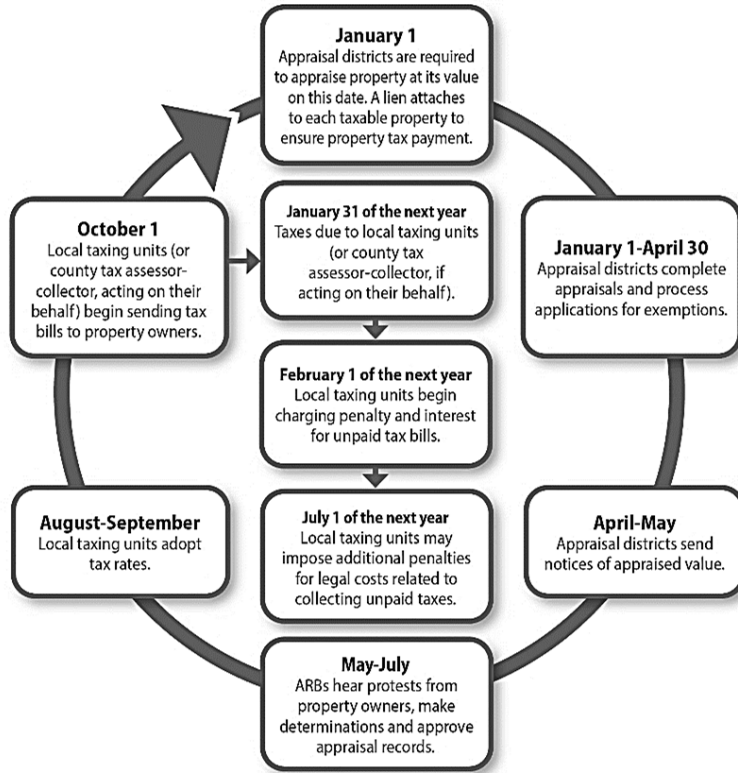 January 1
Appraisal districts are required
to appraise property at its value
on this date. A lien attaches
to each taxable property to
ensure property tax payment.
January 1-April 30
Appraisal districts complete
appraisals and process
applications for exemptions.
April-May
Appraisal districts send
notices of appraised value.
May-July
ARBs hear protests from
property owners, make
determinations and approve
appraisal records.
August-September
Local taxing units adopt
tax rates.
October 1
Local taxing units (or
county tax assessor-
collector, acting on their
behalf) begin sending tax
bills to property owners.
January 31 of the next year
Taxes due to local taxing units
(or county tax
assessor-collector, if
acting on their behalf).
February 1 of the next year
Local taxing units begin
charging penalty and interest
for unpaid tax bills.
July 1 of the next year
Local taxing units may
impose additional penalties
for legal costs related to
collecting unpaid taxes.